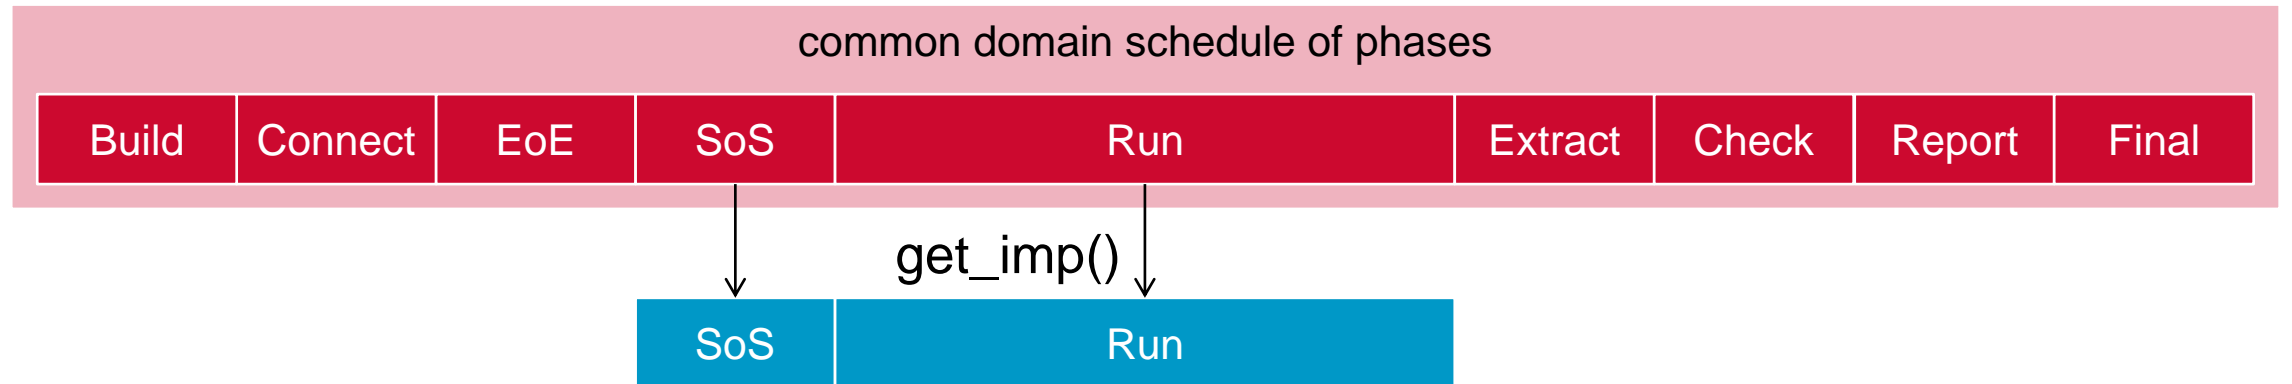 common domain schedule of phases
Build Connect EoE SoS Run Extract Check Report Final
get_imp()
SoS Run